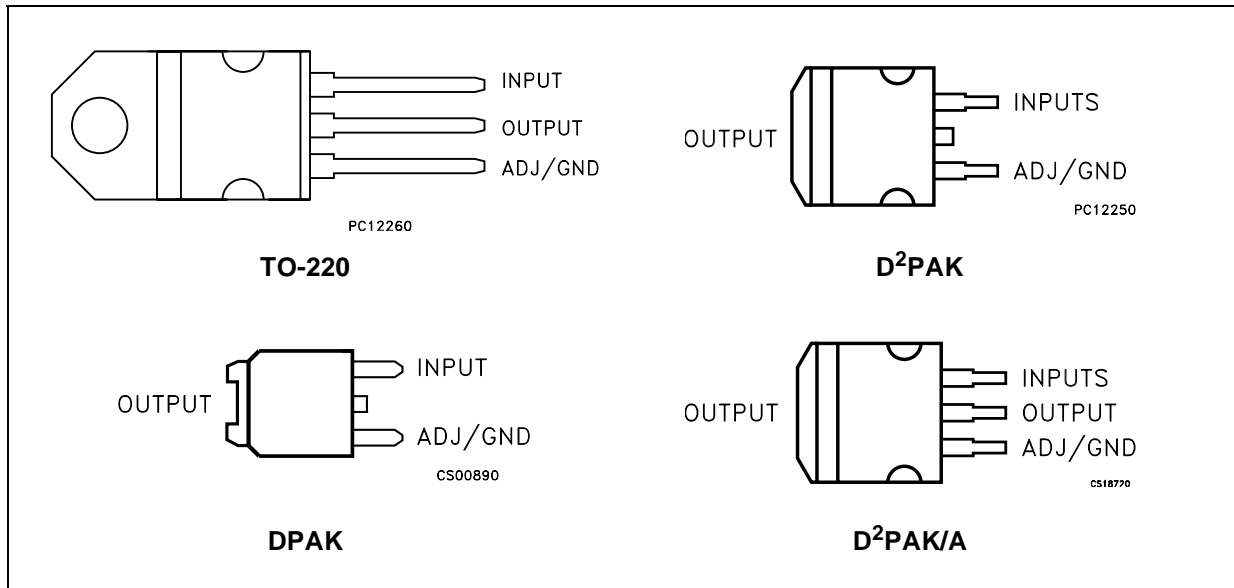 INPUT
OUTPUT
ADJ/GND
PC12260
TO-220
OUTPUT
INPUTS
ADJ/GND
PC12250
D²PAK
OUTPUT
INPUT
ADJ/GND
CS00890
DPAK
OUTPUT
INPUTS
OUTPUT
ADJ/GND
CS18720
D²PAK/A